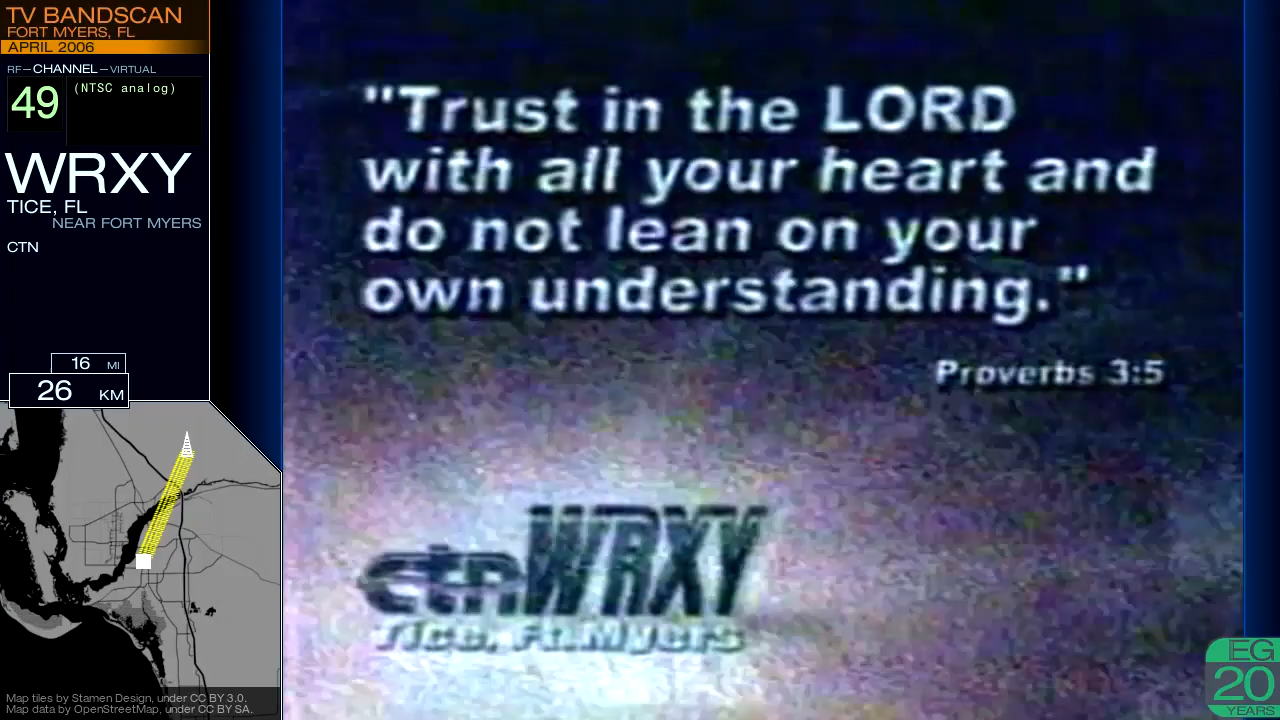 TV BANDSCAN
FORT MYERS, FL
APRIL 2006
RF–CHANNEL–VIRTUAL
49
(NTSC analog)
WRXY
TICE, FL
NEAR FORT MYERS
CTN
16 MI
26 KM
Map tiles by Stamen Design, under CC BY 3.0.
Map data by OpenStreetMap, under CC BY SA.
"Trust in the LORD
with all your heart and
do not lean on your
own understanding."
Proverbs 3:5
ctn WRXY
Tice, Ft.Myers
EG
20
YEARS